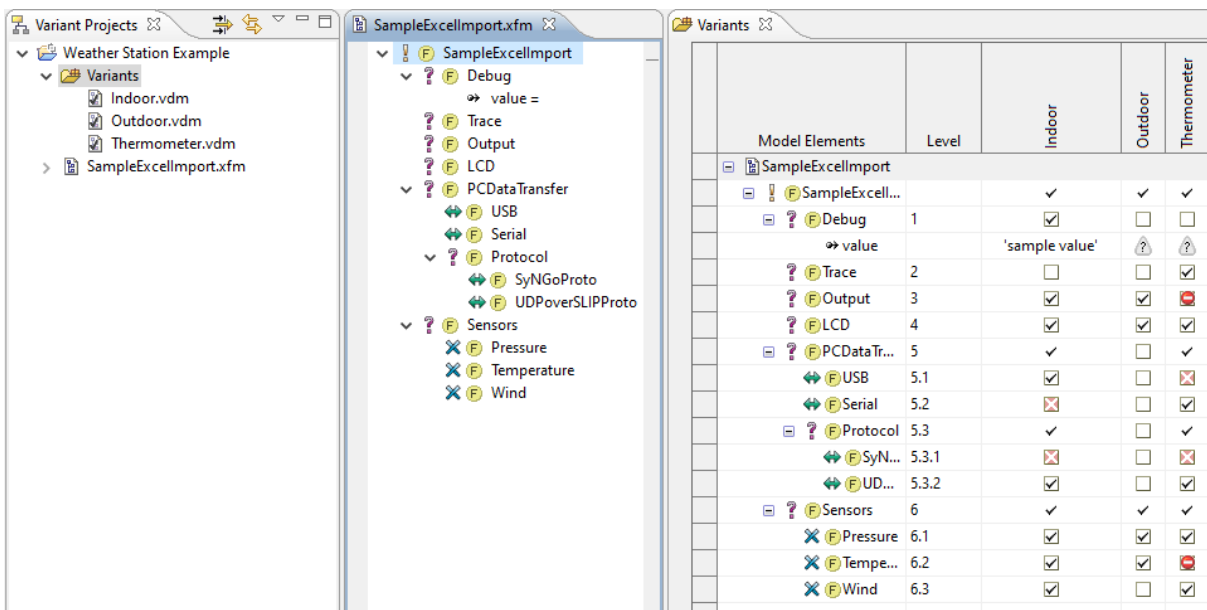 Variant Projects
Weather Station Example
Variants
Indoor.vdm
Outdoor.vdm
Thermometer.vdm
SampleExcelImport.xfm
SampleExcelImport.xfm
SampleExcelImport
F Debug
value =
F Trace
F Output
F LCD
F PCDataTransfer
F USB
F Serial
F Protocol
F SyNGoProto
F UDPoverSLIPProto
F Sensors
F Pressure
F Temperature
F Wind
Variants
Model Elements Level Indoor Outdoor Thermometer
SampleExcelImport
F SampleExcell...
F Debug 1
value 'sample value' ? ?
F Trace 2
F Output 3
F LCD 4
F PCDataTr... 5
F USB 5.1
F Serial 5.2
F Protocol 5.3
F SyN... 5.3.1
F UD... 5.3.2
F Sensors 6
F Pressure 6.1
F Tempe... 6.2
F Wind 6.3